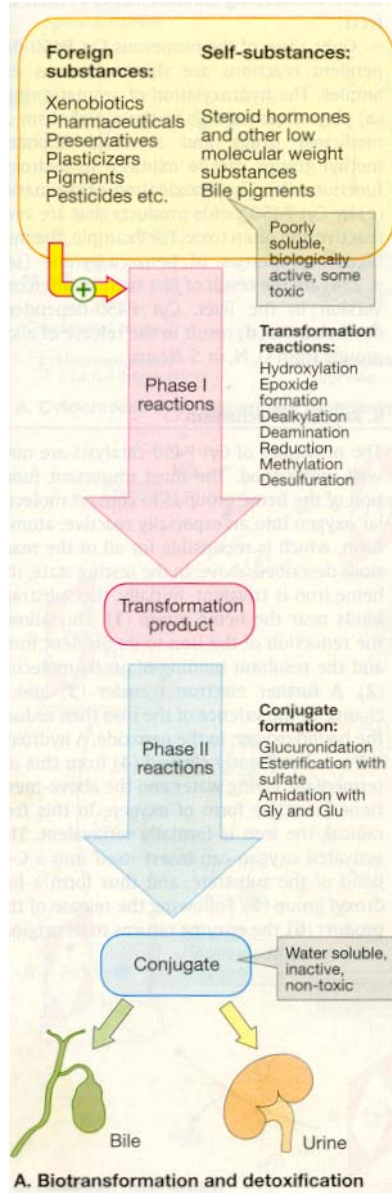 Foreign
substances:
Xenobiotics
Pharmaceuticals
Preservatives
Plasticizers
Pigments
Pesticides etc.
Self-substances:
Steroid hormones
and other low
molecular weight
substances
Bile pigments
Poorly
soluble,
biologically
active, some
toxic
+
Phase I
reactions
Transformation
reactions:
Hydroxylation
Epoxide
formation
Dealkylation
Deamination
Reduction
Methylation
Desulfuration
Transformation
product
Phase II
reactions
Conjugate
formation:
Glucuronidation
Esterification with
sulfate
Amidation with
Gly and Glu
Conjugate
Water soluble,
inactive,
non-toxic
Bile
Urine
A. Biotransformation and detoxification